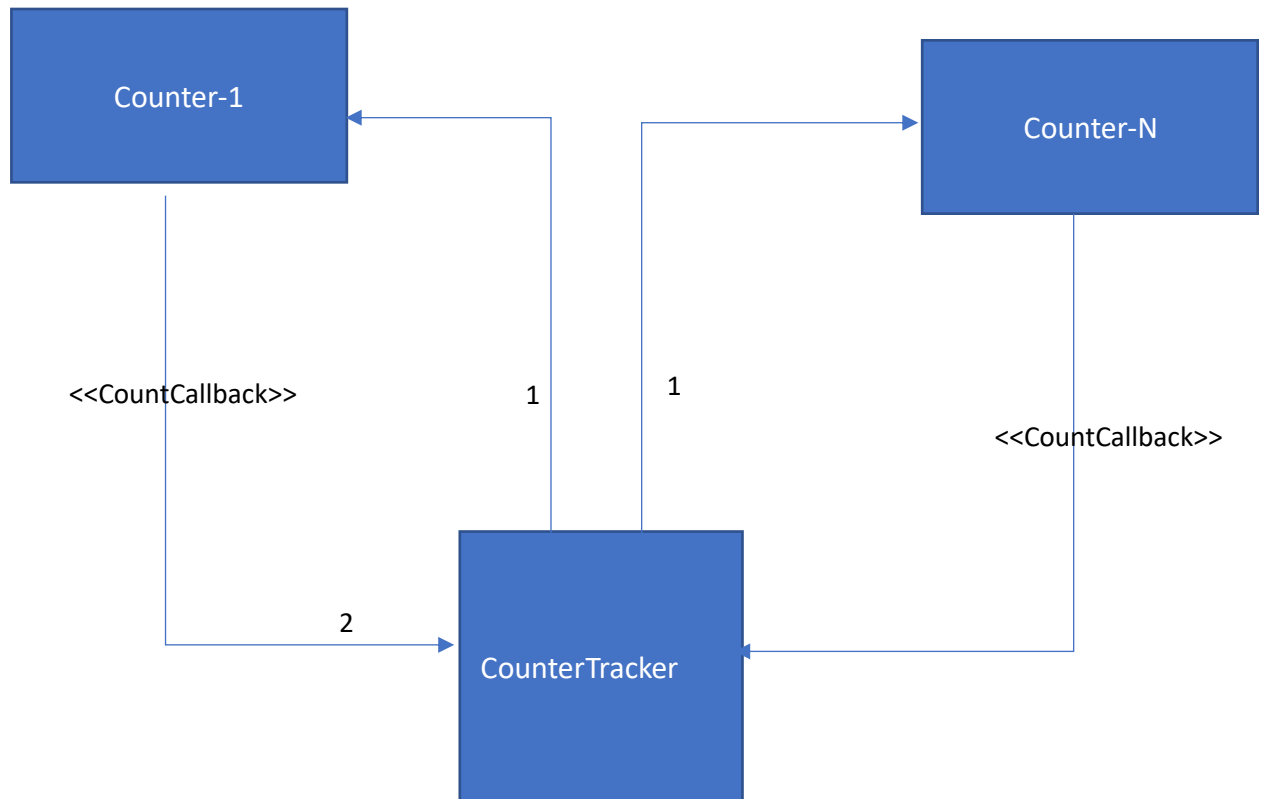 Counter-1
Counter-N
<<CountCallback>>
1
1
<<CountCallback>>
2
CounterTracker